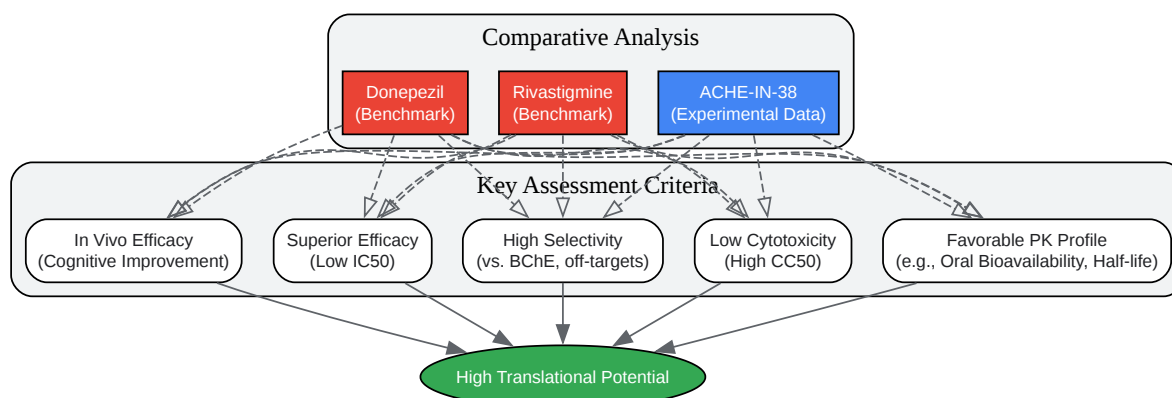 Comparative Analysis
Donepezil
(Benchmark)
Rivastigmine
(Benchmark)
ACHE-IN-38
(Experimental Data)
Key Assessment Criteria
In Vivo Efficacy
(Cognitive Improvement)
Superior Efficacy
(Low IC50)
High Selectivity
(vs. BChE, off-targets)
Low Cytotoxicity
(High CC50)
Favorable PK Profile
(e.g., Oral Bioavailability, Half-life)
High Translational Potential